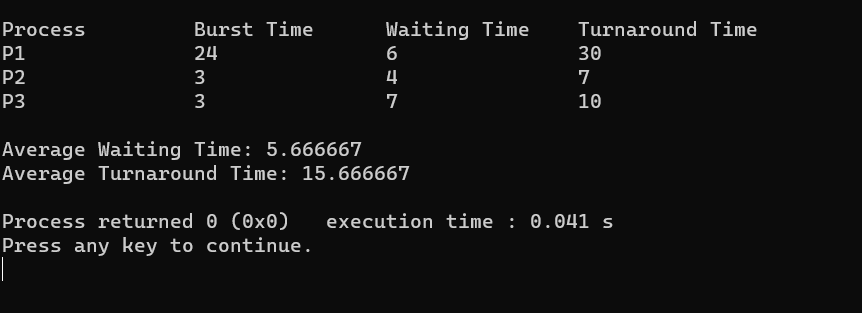 Process Burst Time Waiting Time Turnaround Time
P1 24 6 30
P2 3 4 7
P3 3 7 10
Average Waiting Time: 5.666667
Average Turnaround Time: 15.666667
Process returned 0 (0x0) execution time : 0.041 s
Press any key to continue.